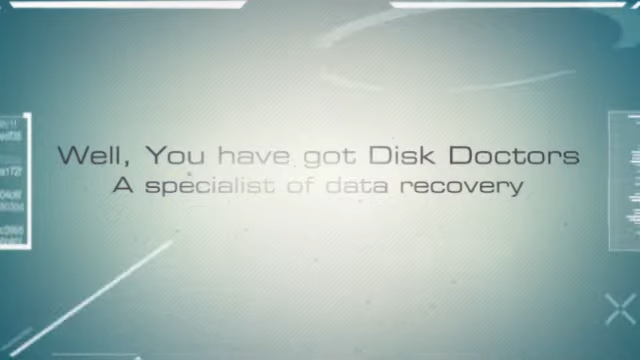 Well, You have got Disk Doctors
A specialist of data recovery